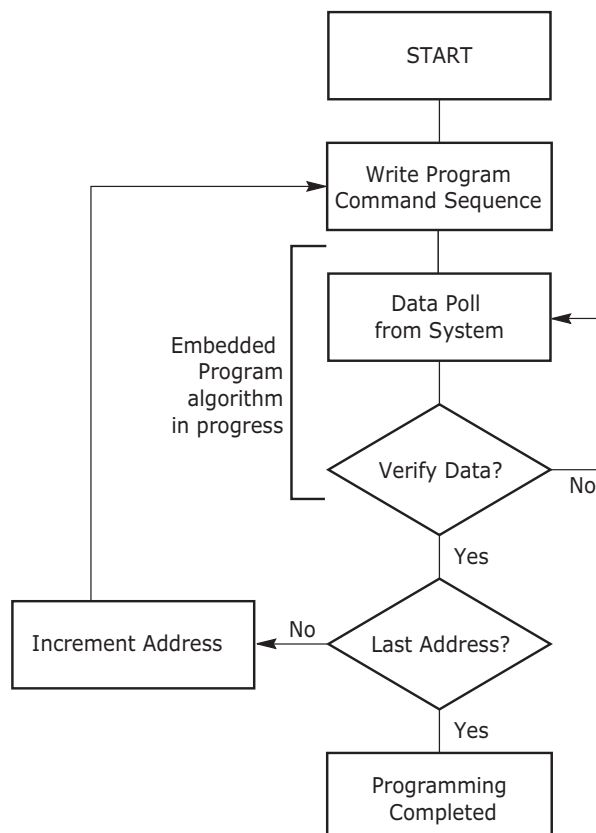 START
Write Program
Command Sequence
Data Poll
from System
Embedded
Program
algorithm
in progress
Verify Data?
No
Yes
Increment Address
No
Last Address?
Yes
Programming
Completed